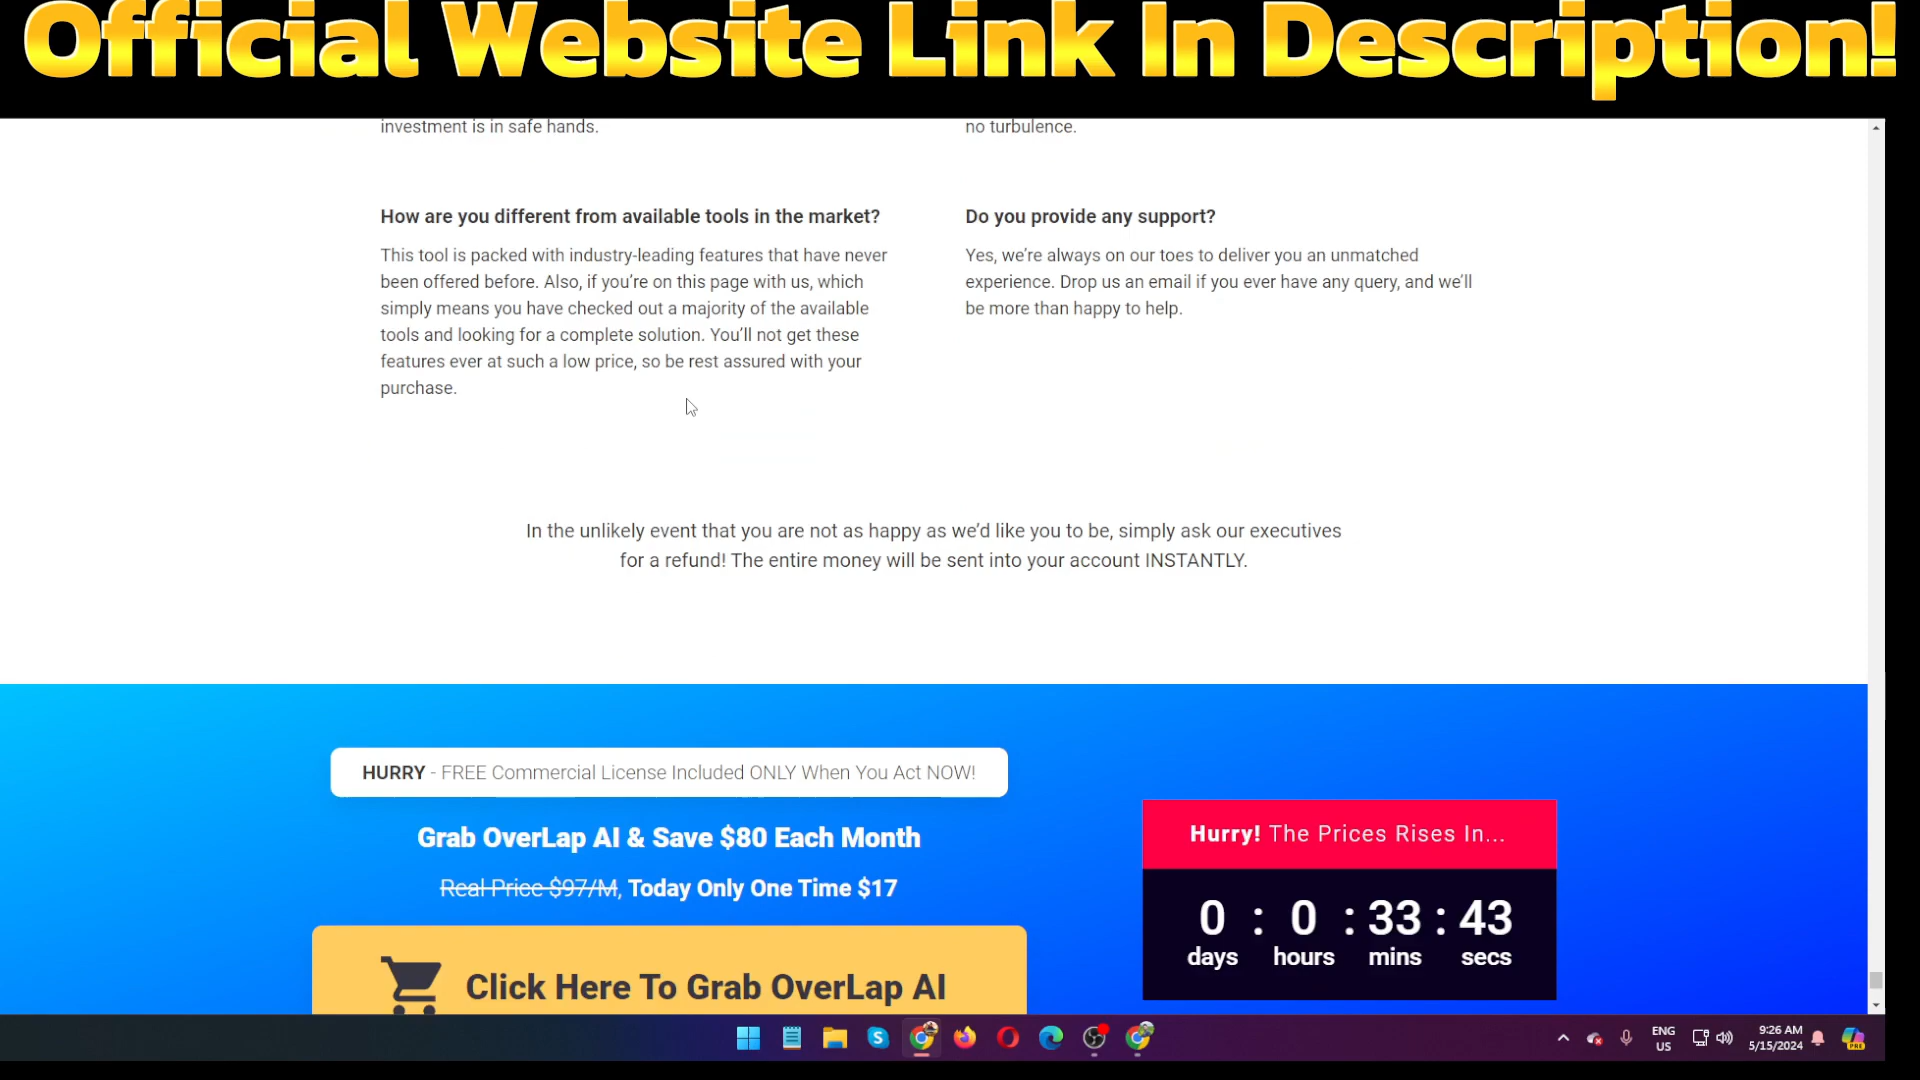 Official Website Link In Description!
investment is in safe hands.
no turbulence.
How are you different from available tools in the market?
This tool is packed with industry-leading features that have never
been offered before. Also, if you’re on this page with us, which
simply means you have checked out a majority of the available
tools and looking for a complete solution. You’ll not get these
features ever at such a low price, so be rest assured with your
purchase.
Do you provide any support?
Yes, we’re always on our toes to deliver you an unmatched
experience. Drop us an email if you ever have any query, and we’ll
be more than happy to help.
In the unlikely event that you are not as happy as we’d like you to be, simply ask our executives
for a refund! The entire money will be sent into your account INSTANTLY.
HURRY - FREE Commercial License Included ONLY When You Act NOW!
Grab OverLap AI & Save $80 Each Month
Real Price $97/M, Today Only One Time $17
Click Here To Grab OverLap AI
Hurry! The Prices Rises In...
0 : 0 : 33 : 43
days hours mins secs
ENG
US
9:26 AM
5/15/2024
PRE